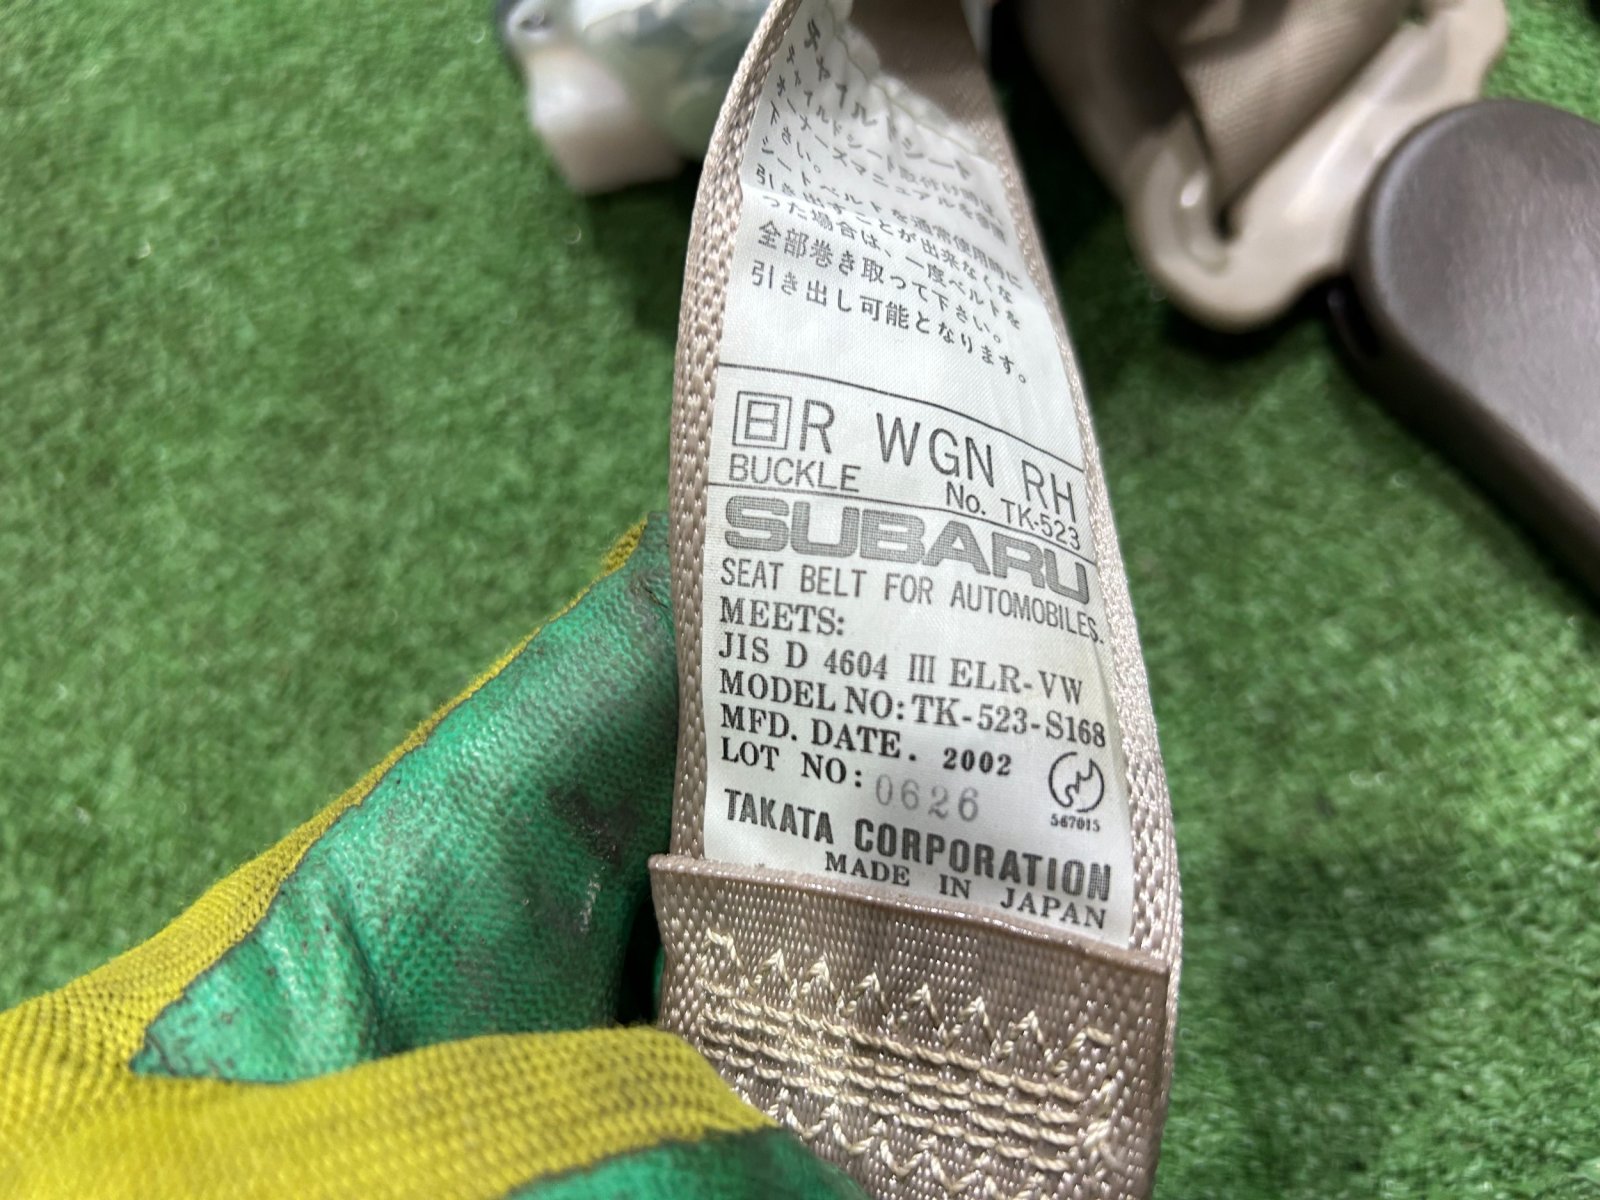 チャイルドシート
チャイルドシート取付け時は、
オーナーズマニュアルを参照
下さい。
シートベルトを通常使用時に
引き出すことが出来なくな
った場合は、一度ベルトを
全部巻き取って下さい。
引き出し可能となります。
日R WGN RH
BUCKLE No. TK-523
SUBARU
SEAT BELT FOR AUTOMOBILES.
MEETS:
JIS D 4604 III ELR-VW
MODEL NO: TK-523-S168
MFD. DATE. 2002
LOT NO: 0626
567015
TAKATA CORPORATION
MADE IN JAPAN